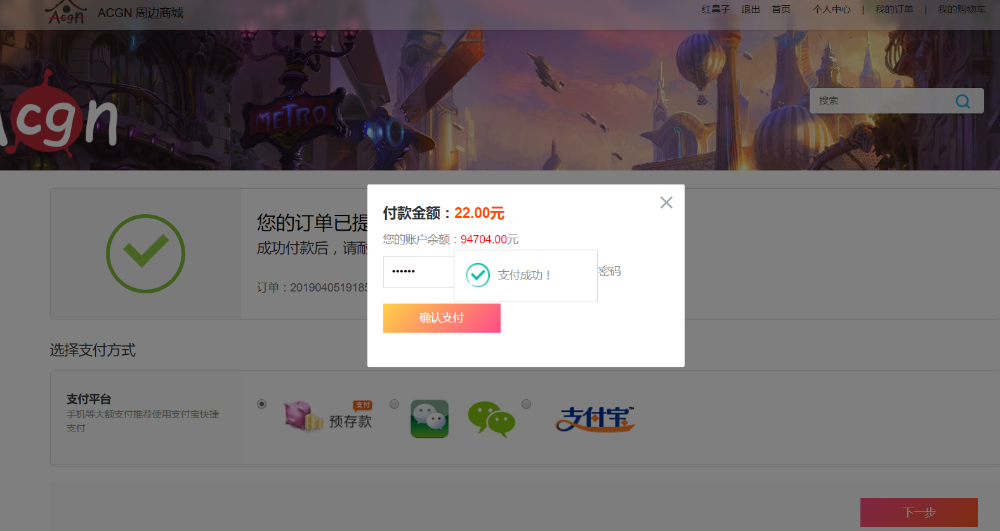 Acgn
ACGN 周边商城
红鼻子 退出 首页 个人中心 | 我的订单 | 我的购物车
METRO
Acgn
搜索
付款金额：22.00元
您的账户余额：94704.00元
••••••
密码
支付成功！
确认支付
您的订单已提
成功付款后，请耐
订单：2019040519185
选择支付方式
支付平台
手机等大额支付推荐使用支付宝快捷
支付
支付
预存款
支付宝™
下一步